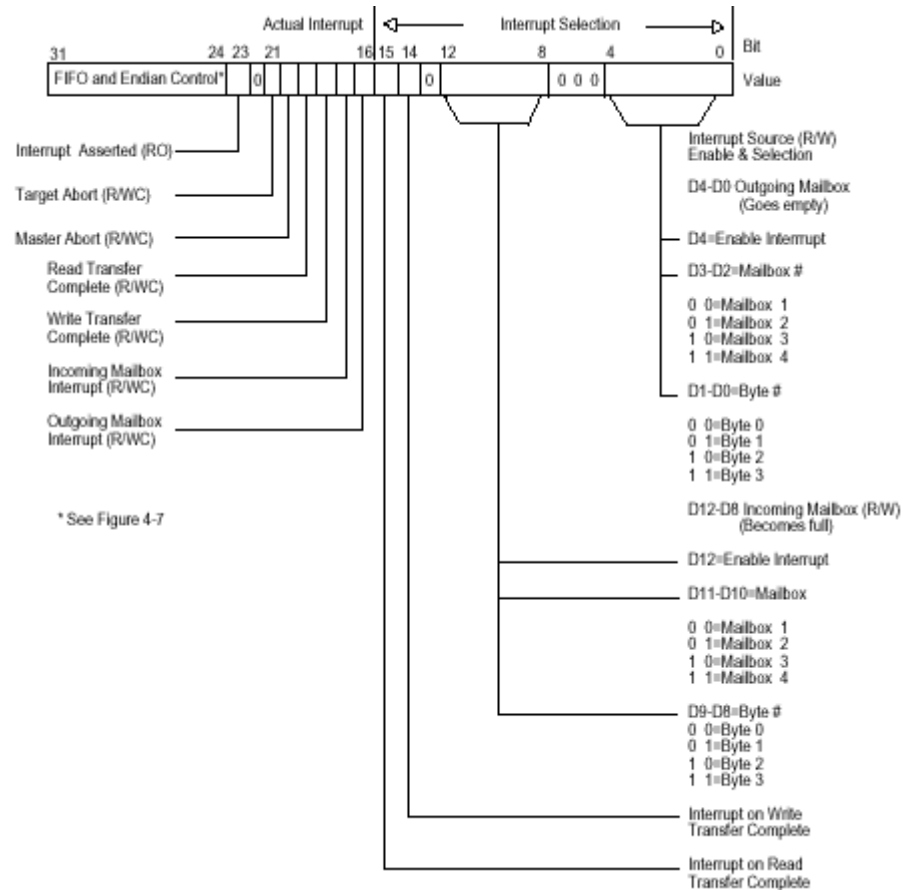 Actual Interrupt
Interrupt Selection
31 24 23 21 16 15 14 12 8 4 0 Bit
FIFO and Endian Control* 0 0 0 0 0 Value
Interrupt Asserted (RO)
Target Abort (R/WC)
Master Abort (R/WC)
Read Transfer
Complete (R/WC)
Write Transfer
Complete (R/WC)
Incoming Mailbox
Interrupt (R/WC)
Outgoing Mailbox
Interrupt (R/WC)
* See Figure 4-7
Interrupt Source (R/W)
Enable & Selection
D4-D0 Outgoing Mailbox
(Goes empty)
D4=Enable Interrrupt
D3-D2=Mailbox #
0 0=Mailbox 1
0 1=Mailbox 2
1 0=Mailbox 3
1 1=Mailbox 4
D1-D0=Byte #
0 0=Byte 0
0 1=Byte 1
1 0=Byte 2
1 1=Byte 3
D12-D8 Incoming Mailbox (R/W)
(Becomes full)
D12=Enable Interrupt
D11-D10=Mailbox
0 0=Mailbox 1
0 1=Mailbox 2
1 0=Mailbox 3
1 1=Mailbox 4
D9-D8=Byte #
0 0=Byte 0
0 1=Byte 1
1 0=Byte 2
1 1=Byte 3
Interrupt on Write
Transfer Complete
Interrupt on Read
Transfer Complete